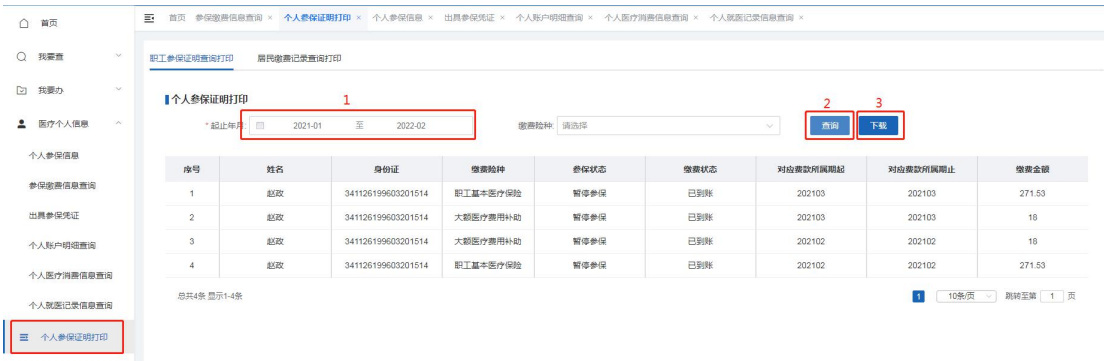 首页
首页 参保缴费信息查询 × 个人参保证明打印 × 个人参保信息 × 出具参保凭证 × 个人账户明细查询 × 个人医疗消费信息查询 × 个人就医记录信息查询 ×
我要查
职工参保证明查询打印 居民缴费记录查询打印
我要办
个人参保证明打印
1 2 3
医疗个人信息
* 起止年月: 2021-01 至 2022-02 缴费险种: 请选择 查询 下载
个人参保信息
序号 姓名 身份证 缴费险种 参保状态 缴费状态 对应费款所属期起 对应费款所属期止 缴费金额
参保缴费信息查询
1 赵政 341126199603201514 职工基本医疗保险 暂停参保 已到账 202103 202103 271.53
出具参保凭证
2 赵政 341126199603201514 大额医疗费用补助 暂停参保 已到账 202103 202103 18
个人账户明细查询
3 赵政 341126199603201514 大额医疗费用补助 暂停参保 已到账 202102 202102 18
个人医疗消费信息查询
4 赵政 341126199603201514 职工基本医疗保险 暂停参保 已到账 202102 202102 271.53
个人就医记录信息查询
总共4条 显示1-4条 1 10条/页 跳转至第 1 页
个人参保证明打印